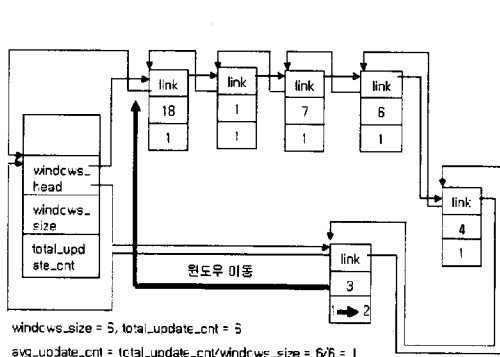 link
link
link
link
18
1
7
6
1
1
1
1
windows_
head
windows_
size
total_upd
ate_cnt
link
4
1
link
3
1 → 2
윈도우 이동
windows_size = 6, total_update_cnt = 6
avg_update_cnt = total_update_cnt/windows_size = 6/6 = 1